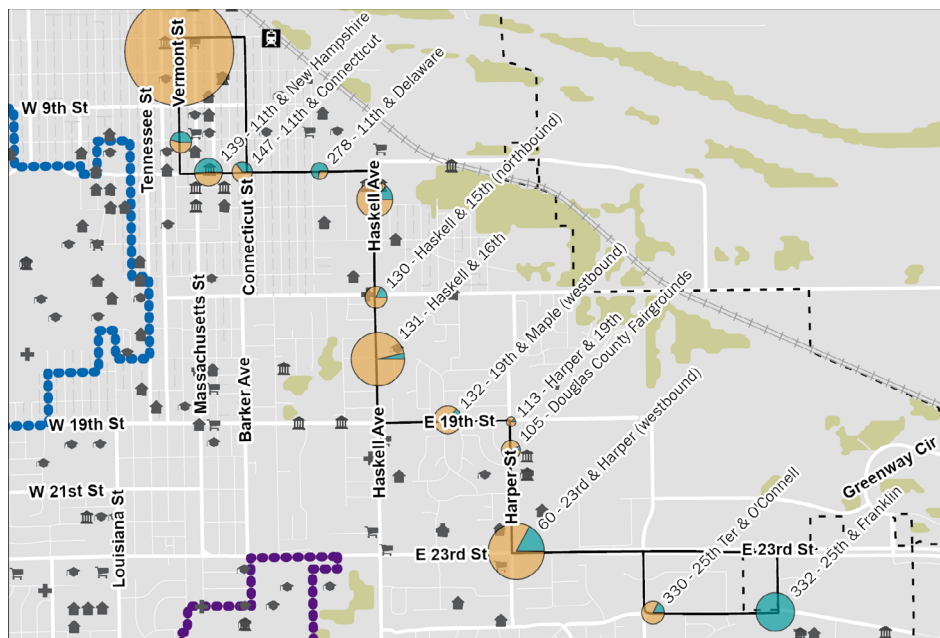 W 9th St
Tennessee St
Vermont St
139 - 11th & New Hampshire
147 - 11th & Connecticut
278 - 11th & Delaware
Connecticut St
Haskell Ave
130 - Haskell & 15th (northbound)
131 - Haskell & 16th
132 - 19th & Maple (westbound)
113 - Harper & 19th
105 - Douglas County Fairgrounds
60 - 23rd & Harper (westbound)
Massachusetts St
Barker Ave
W 19th St
E 19th St
Haskell Ave
Harper St
W 21st St
Louisiana St
E 23rd St
E 23rd St
Greenway Cir
330 - 25th Ter & O'Connell
332 - 25th & Franklin